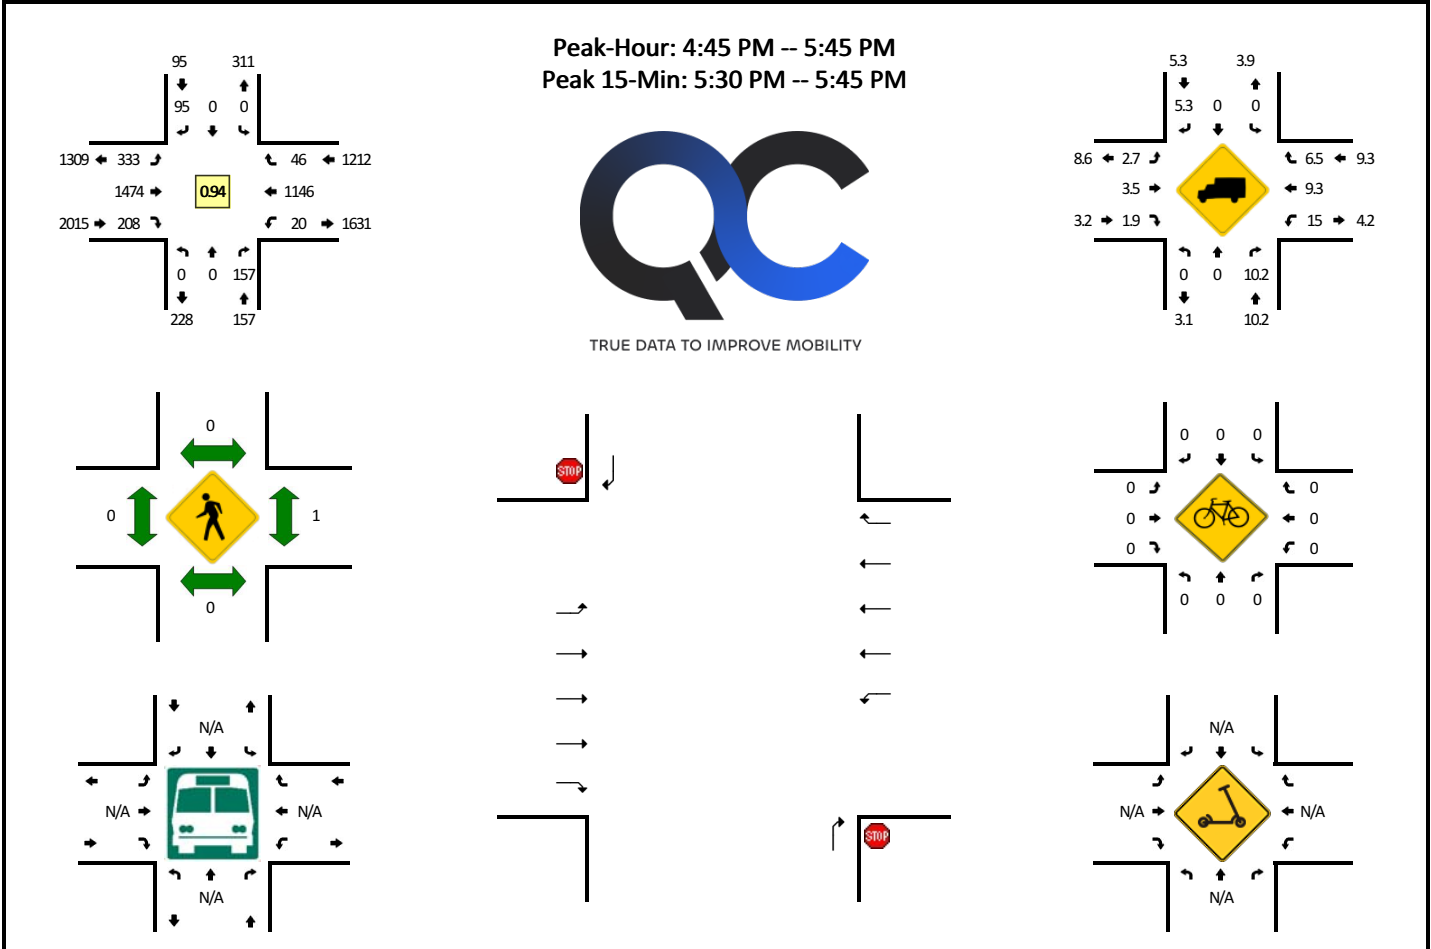 Peak-Hour: 4:45 PM -- 5:45 PM
Peak 15-Min: 5:30 PM -- 5:45 PM
95 311
95 0 0
1309 333 46 1212
1474 0.94 1146
2015 208 20 1631
0 0 157
228 157
QC
TRUE DATA TO IMPROVE MOBILITY
5.3 3.9
5.3 0 0
8.6 2.7 6.5 9.3
3.5 9.3
3.2 1.9 15 4.2
0 0 10.2
3.1 10.2
0
0 1
0
STOP
STOP
0 0 0
0 0
0 0
0 0
0 0 0
N/A
N/A N/A
N/A
N/A
N/A N/A
N/A